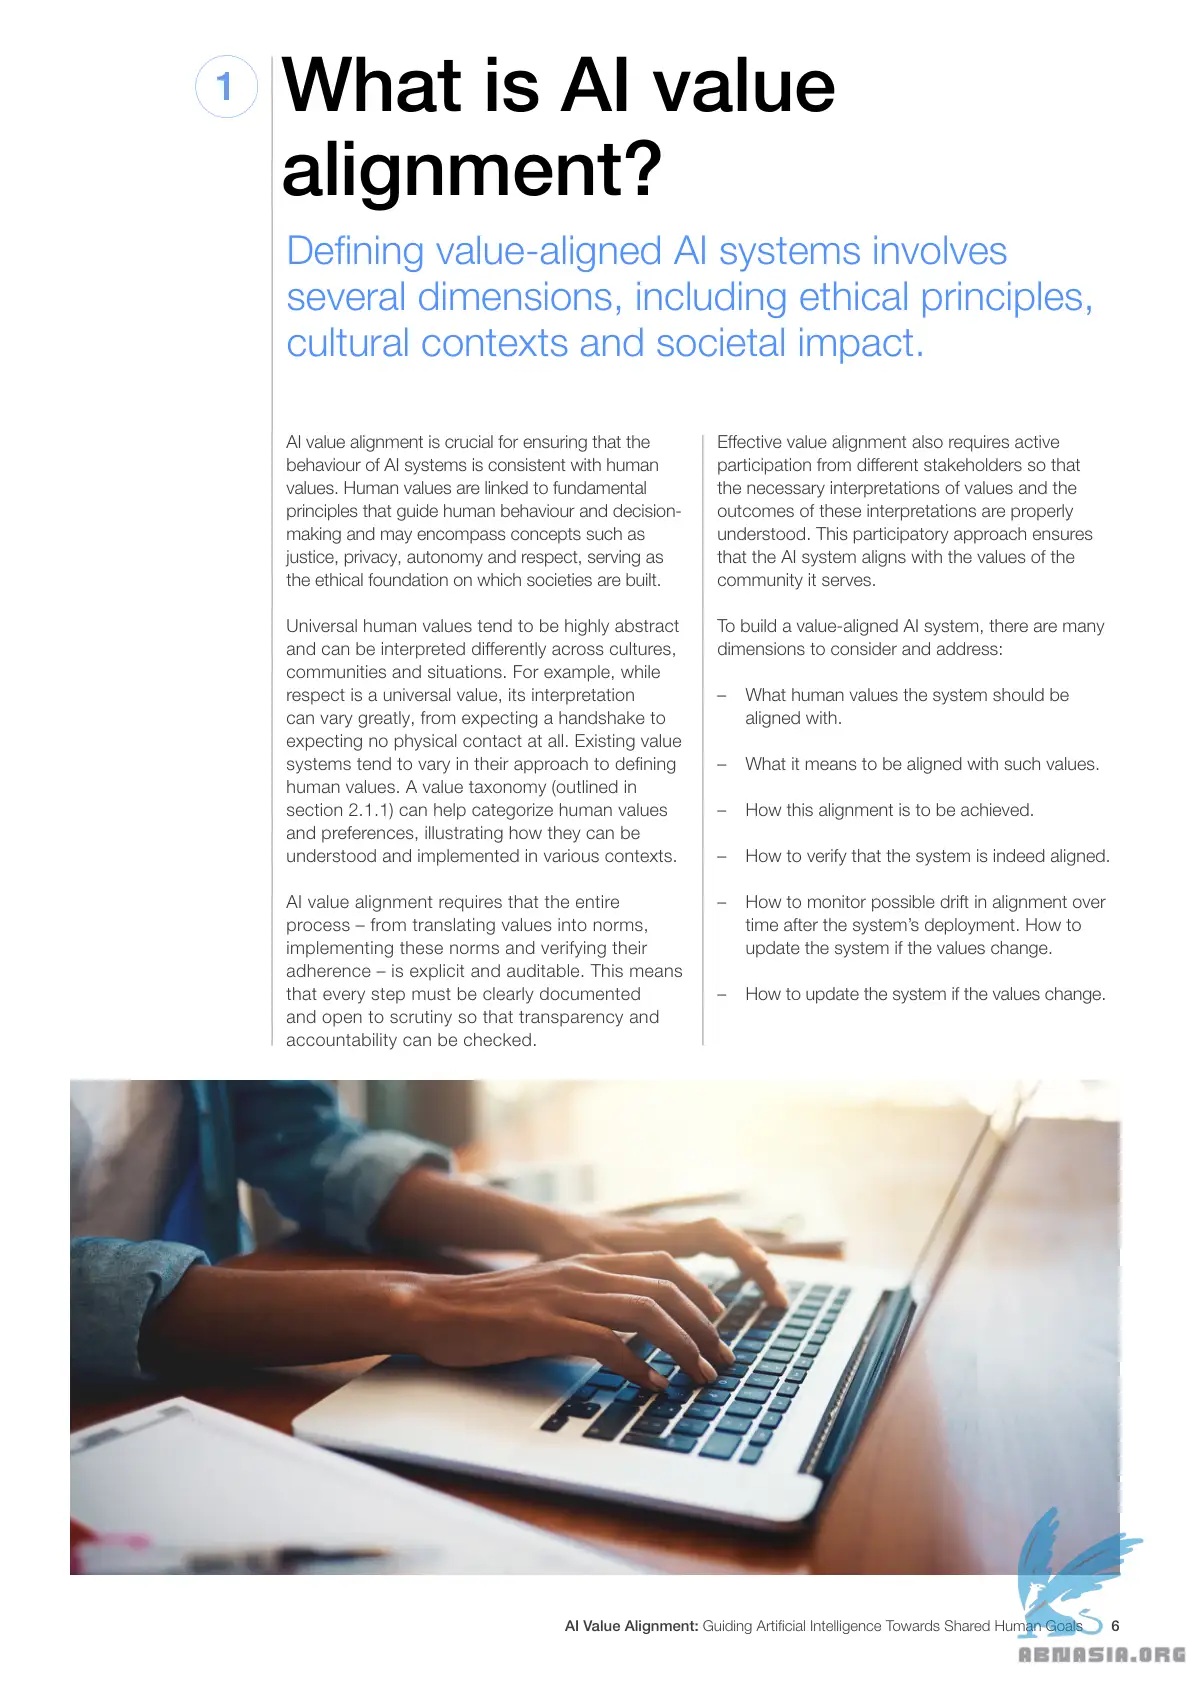 1
What is AI value
alignment?
Defining value-aligned AI systems involves
several dimensions, including ethical principles,
cultural contexts and societal impact.
AI value alignment is crucial for ensuring that the
behaviour of AI systems is consistent with human
values. Human values are linked to fundamental
principles that guide human behaviour and decision-
making and may encompass concepts such as
justice, privacy, autonomy and respect, serving as
the ethical foundation on which societies are built.
Universal human values tend to be highly abstract
and can be interpreted differently across cultures,
communities and situations. For example, while
respect is a universal value, its interpretation
can vary greatly, from expecting a handshake to
expecting no physical contact at all. Existing value
systems tend to vary in their approach to defining
human values. A value taxonomy (outlined in
section 2.1.1) can help categorize human values
and preferences, illustrating how they can be
understood and implemented in various contexts.
AI value alignment requires that the entire
process – from translating values into norms,
implementing these norms and verifying their
adherence – is explicit and auditable. This means
that every step must be clearly documented
and open to scrutiny so that transparency and
accountability can be checked.
Effective value alignment also requires active
participation from different stakeholders so that
the necessary interpretations of values and the
outcomes of these interpretations are properly
understood. This participatory approach ensures
that the AI system aligns with the values of the
community it serves.
To build a value-aligned AI system, there are many
dimensions to consider and address:
– What human values the system should be
aligned with.
– What it means to be aligned with such values.
– How this alignment is to be achieved.
– How to verify that the system is indeed aligned.
– How to monitor possible drift in alignment over
time after the system’s deployment. How to
update the system if the values change.
– How to update the system if the values change.
AI Value Alignment: Guiding Artificial Intelligence Towards Shared Human Goals 6
ABNASIA.ORG